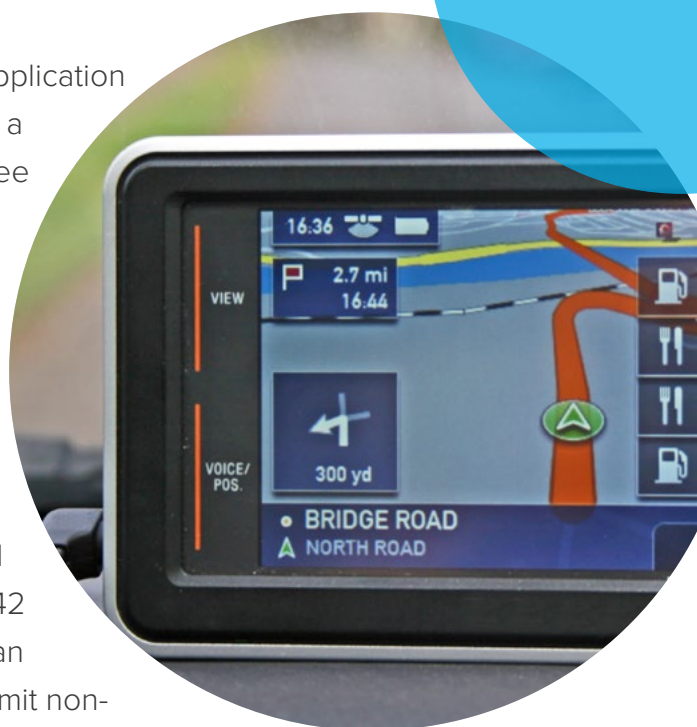 pplication
a
ee
42
an
mit non-
16:36
2.7 mi
16:44
VIEW
VOICE/
POS.
300 yd
BRIDGE ROAD
NORTH ROAD